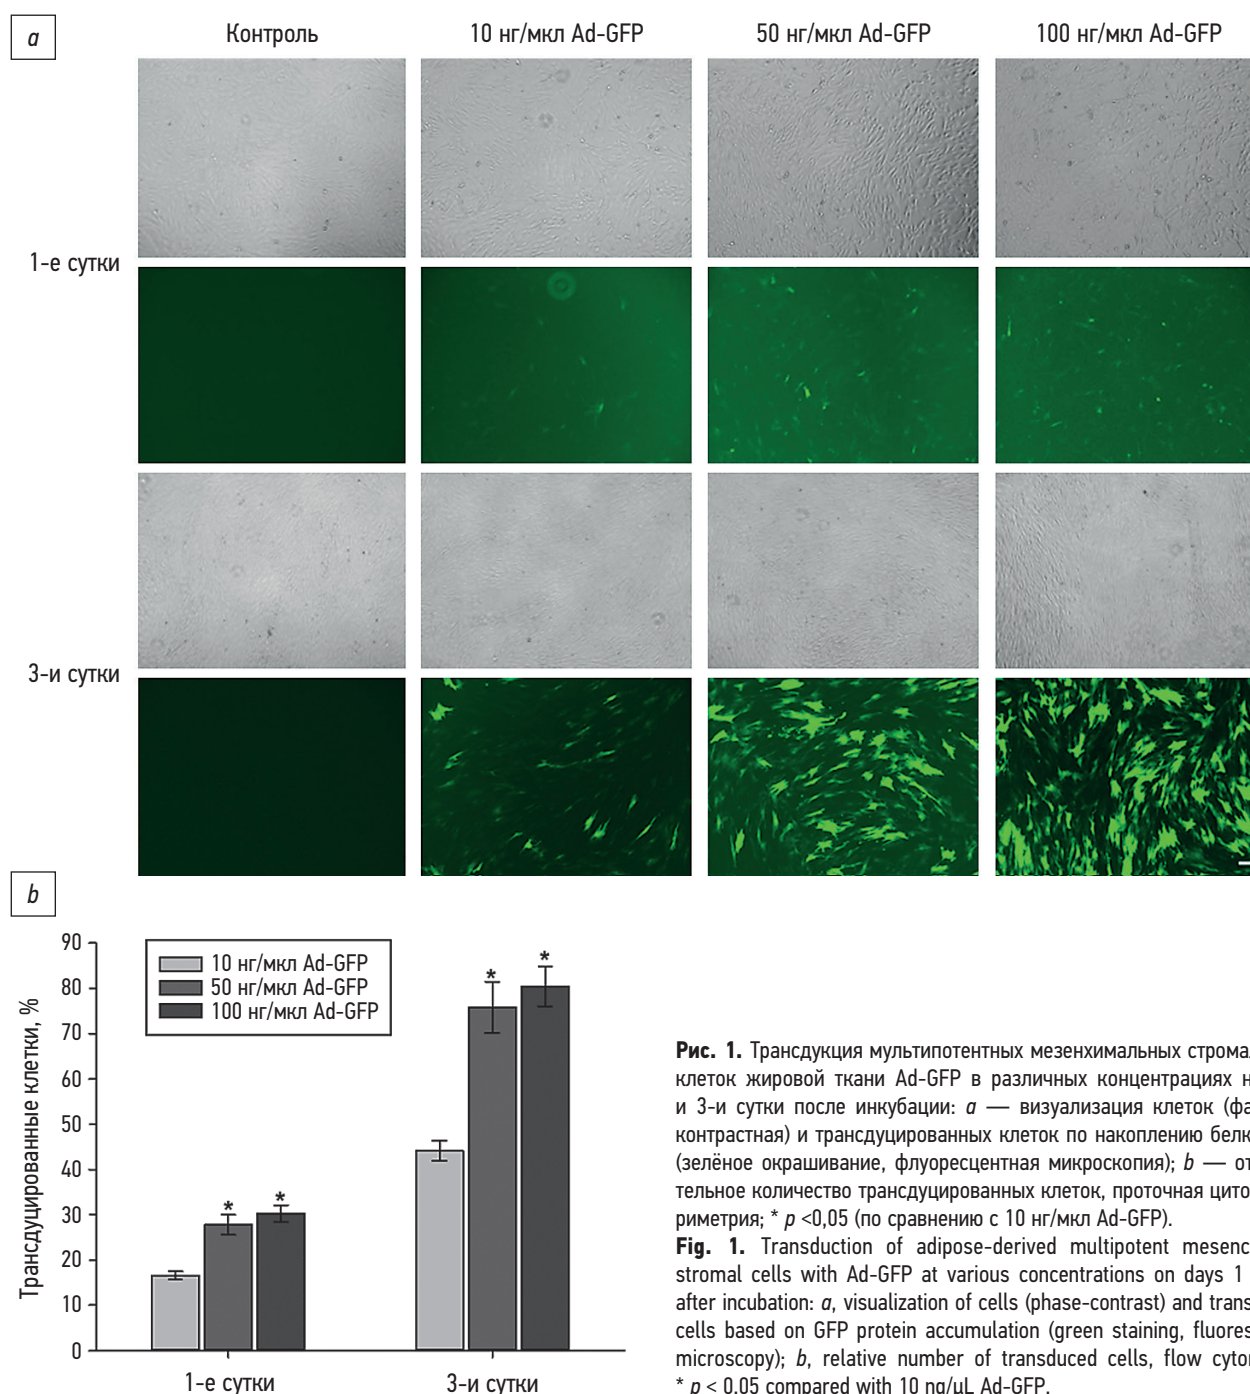 a
Контроль
10 нг/мкл Ad-GFP
50 нг/мкл Ad-GFP
100 нг/мкл Ad-GFP
1-е сутки
3-и сутки
b
Трансдуцированные клетки, %
90
80
70
60
50
40
30
20
10
0
10 нг/мкл Ad-GFP
50 нг/мкл Ad-GFP
100 нг/мкл Ad-GFP
* *
* *
1-е сутки
3-и сутки
Рис. 1. Трансдукция мультипотентных мезенхимальных строма
клеток жировой ткани Ad-GFP в различных концентрациях н
и 3-и сутки после инкубации: a — визуализация клеток (фа
контрастная) и трансдуцированных клеток по накоплению белк
(зелёное окрашивание, флуоресцентная микроскопия); b — от
тельное количество трансдуцированных клеток, проточная цито
риметрия; * p <0,05 (по сравнению с 10 нг/мкл Ad-GFP).
Fig. 1. Transduction of adipose-derived multipotent mesenc
stromal cells with Ad-GFP at various concentrations on days 1
after incubation: a, visualization of cells (phase-contrast) and trans
cells based on GFP protein accumulation (green staining, fluores
microscopy); b, relative number of transduced cells, flow cyto
* p < 0.05 compared with 10 ng/µL Ad-GFP.